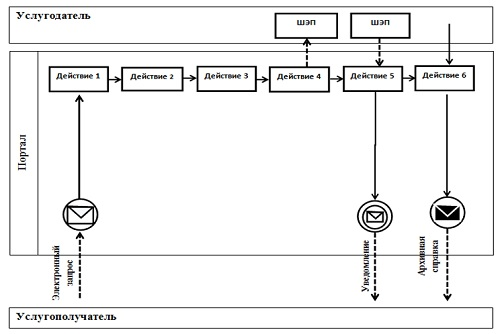 Услугодатель
ШЭП
ШЭП
Портал
Действие 1
Действие 2
Действие 3
Действие 4
Действие 5
Действие 6
Электронный
запрос
Уведомление
Архивная
справка
Услугополучатель